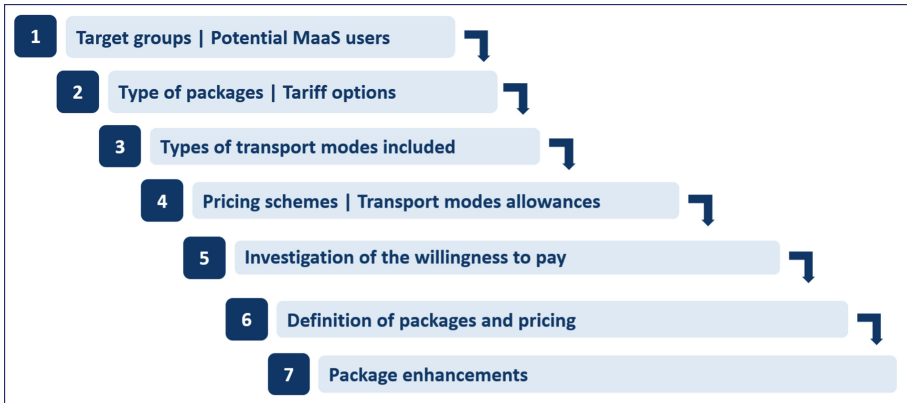 1 Target groups | Potential MaaS users
2 Type of packages | Tariff options
3 Types of transport modes included
4 Pricing schemes | Transport modes allowances
5 Investigation of the willingness to pay
6 Definition of packages and pricing
7 Package enhancements